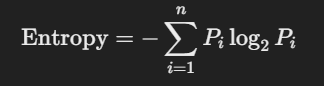 Entropy = − ∑_{i=1}^{n} P_i log_2 P_i